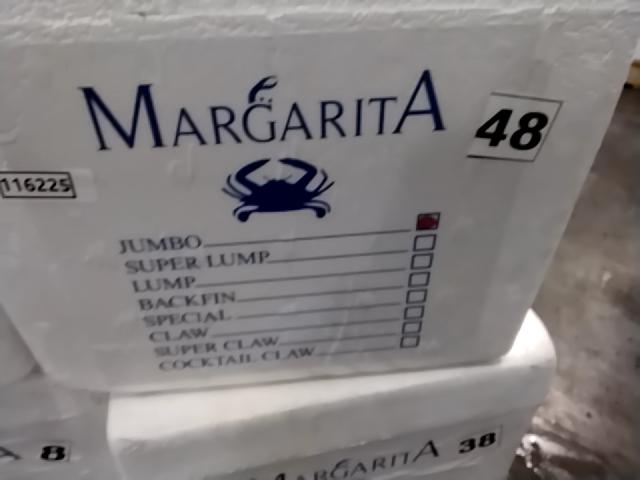 MARGARITA
48
116225
JUMBO
SUPER LUMP
LUMP
BACKFIN
SPECIAL
CLAW
SUPER CLAW
COCKTAIL CLAW
A 8
MARGARITA 38